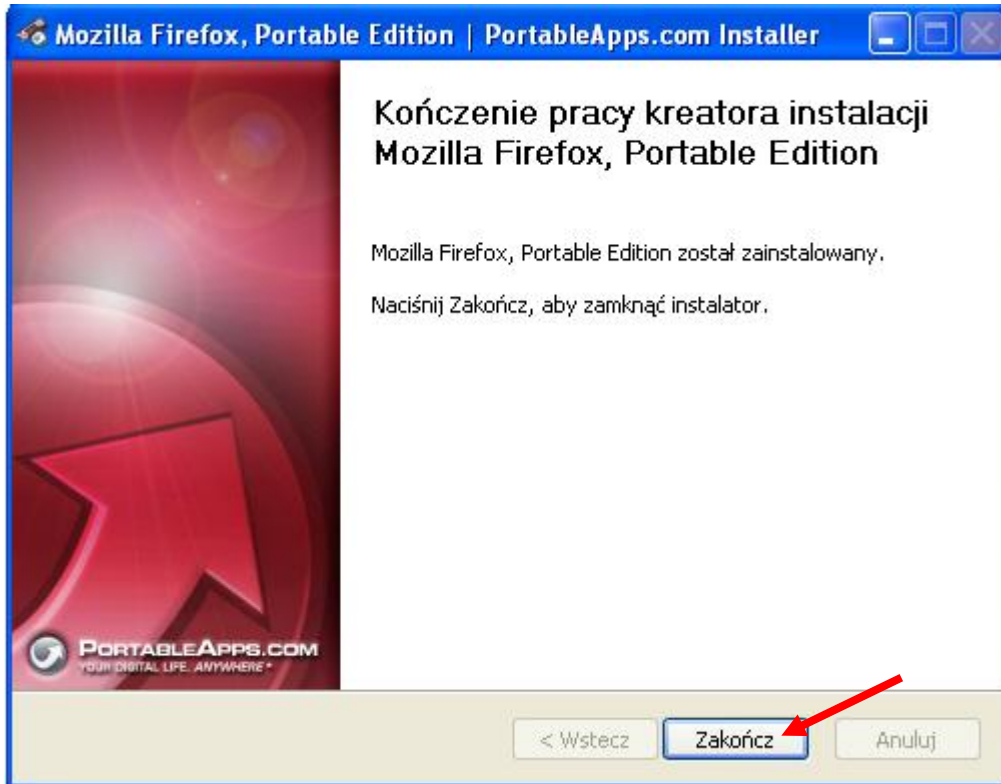 Mozilla Firefox, Portable Edition | PortableApps.com Installer
Kończenie pracy kreatora instalacji
Mozilla Firefox, Portable Edition
Mozilla Firefox, Portable Edition został zainstalowany.
Naciśnij Zakończ, aby zamknąć instalator.
PORTABLEAPPS.COM
YOUR DIGITAL LIFE. ANYWHERE
< Wstecz
Zakończ
Anuluj